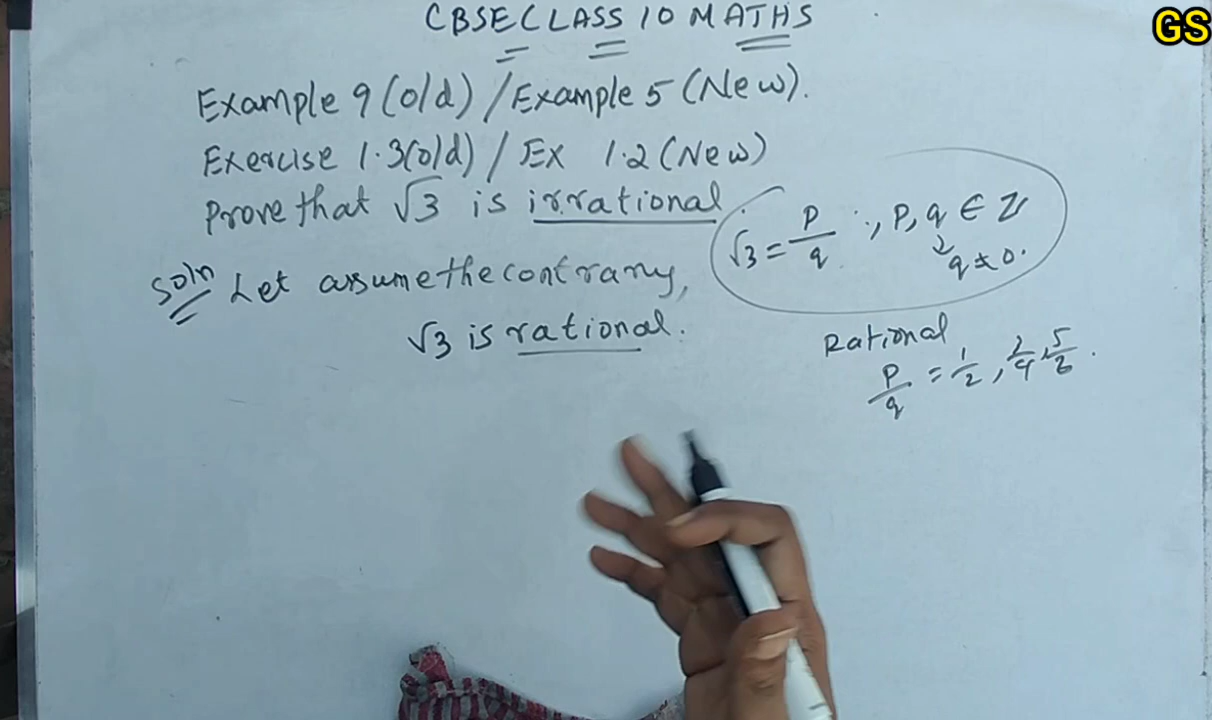 GS
CBSE CLASS 10 MATHS
Example 9 (old) / Example 5 (New).
Exercise 1.3(old) / Ex 1.2 (New)
Prove that √3 is irrational.
√3 = p/q ∵, p, q ∈ Z
q ≠ 0.
Soln Let assume the contrary,
√3 is rational.
Rational
p/q = 1/2, 3/4, 5/6.